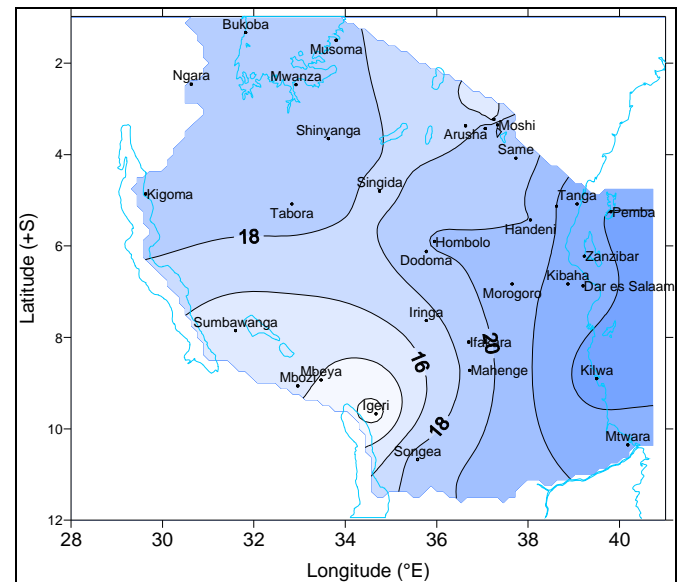 Bukoba
Musoma
2
Ngara
Mwanza
Shinyanga
Arusha
Moshi
Same
4
Singida
Kigoma
Tabora
Tanga
Pemba
Handeni
18
6
Hombolo
Dodoma
Zanzibar
Kibaha
Dar es Salaam
Morogoro
Iringa
Sumbawanga
8
Ifakara
20
16
Mbeya
Mbozi
Mahenge
Kilwa
Igeri
10
18
Songea
Mtwara
12
28
30
32
34
36
38
40
Latitude (+S)
Longitude (°E)